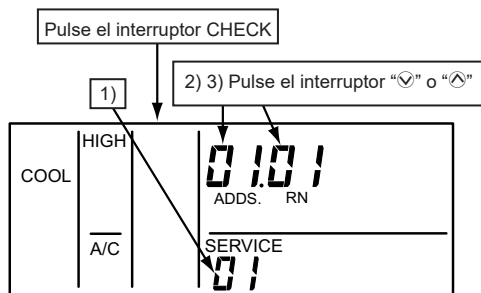 Pulse el interruptor CHECK
1)
2) 3) Pulse el interruptor “⌵” o “⌃”
COOL
HIGH
01.01
ADDS. RN
A/C
SERVICE
01